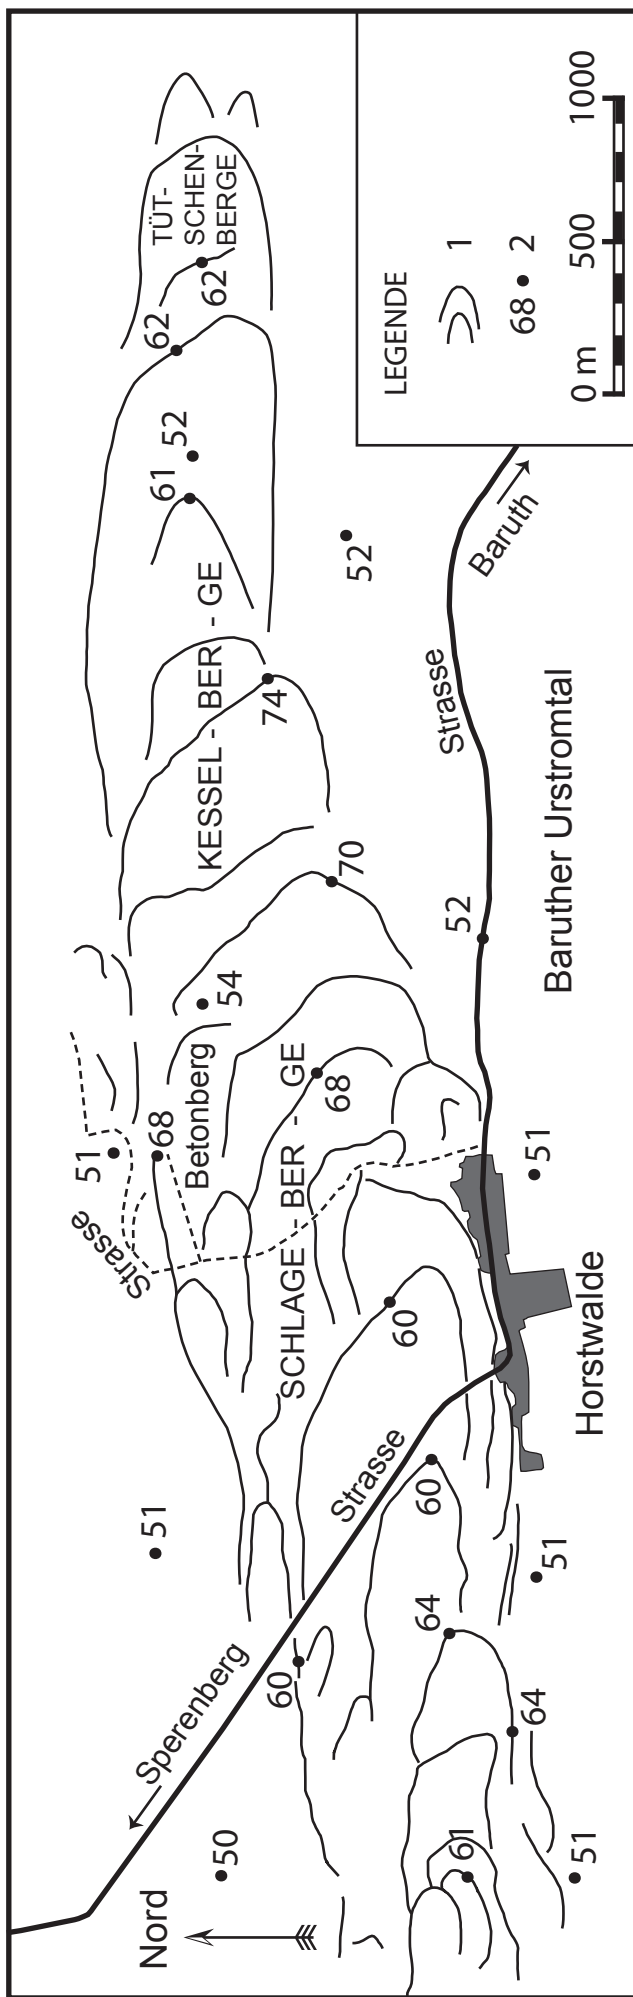 Nord
Sperenberg
Strasse
Strasse
Strasse
Baruth
Horstwalde
Baruther Urstromtal
SCHLAGE - BER - GE
Betonberg
KESSEL - BER - GE
TÜT-
SCHEN-
BERGE
50
51
61
51
64
64
60
51
60
60
51
68
51
68
54
52
70
74
52
61
52
62
62
LEGENDE
1
68 2
0 m 500 1000